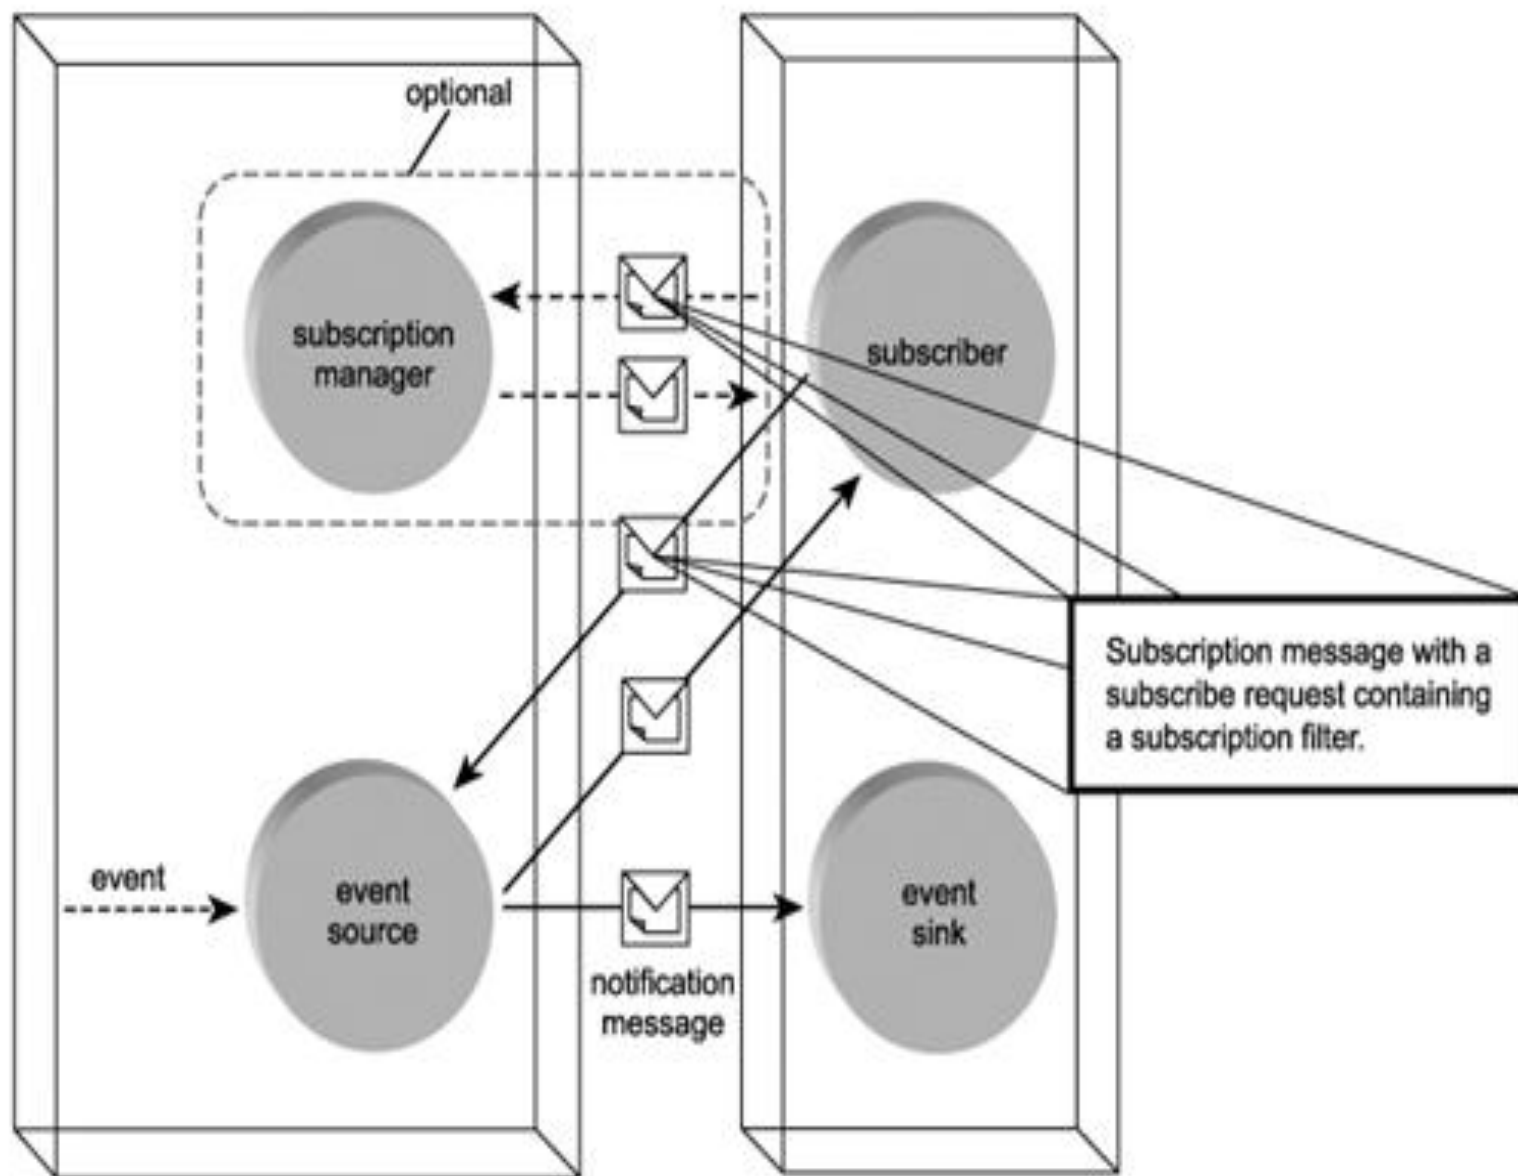 optional
subscription
manager
subscriber
Subscription message with a
subscribe request containing
a subscription filter.
event
event
source
event
sink
notification
message